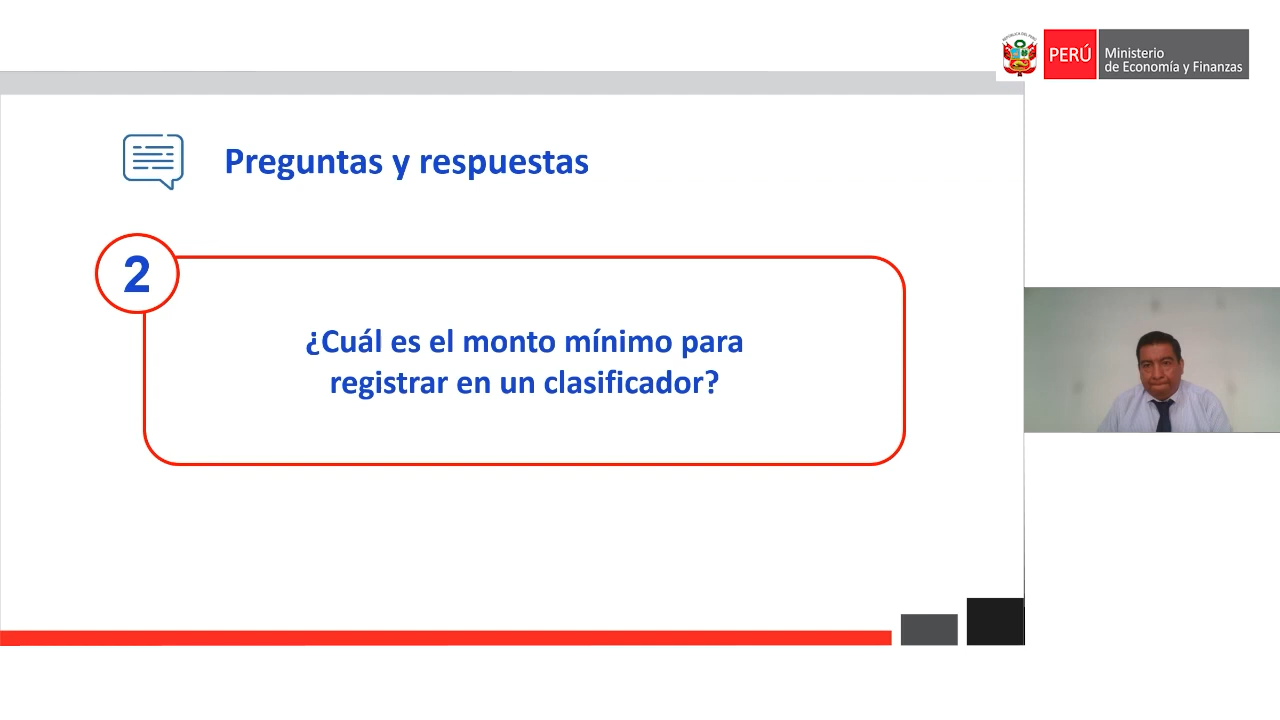 PERÚ
Ministerio
de Economía y Finanzas
Preguntas y respuestas
2
¿Cuál es el monto mínimo para
registrar en un clasificador?